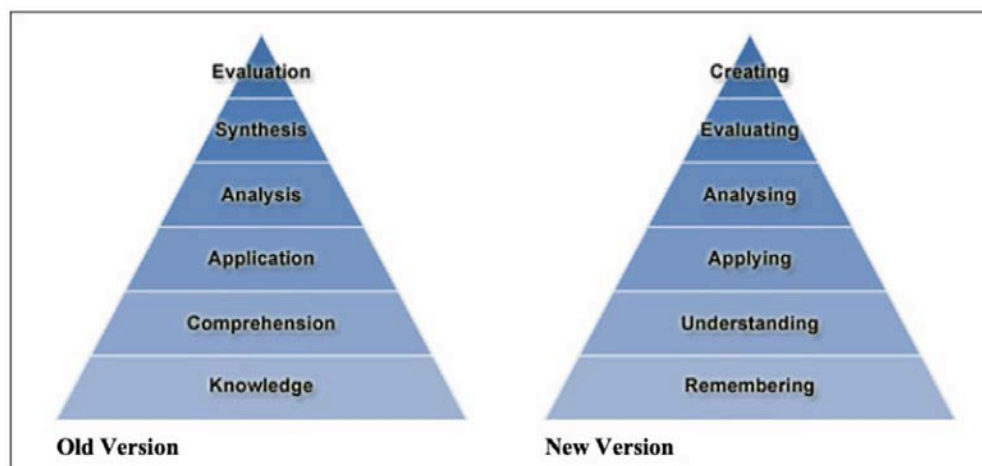 Evaluation
Synthesis
Analysis
Application
Comprehension
Knowledge
Old Version
Creating
Evaluating
Analysing
Applying
Understanding
Remembering
New Version